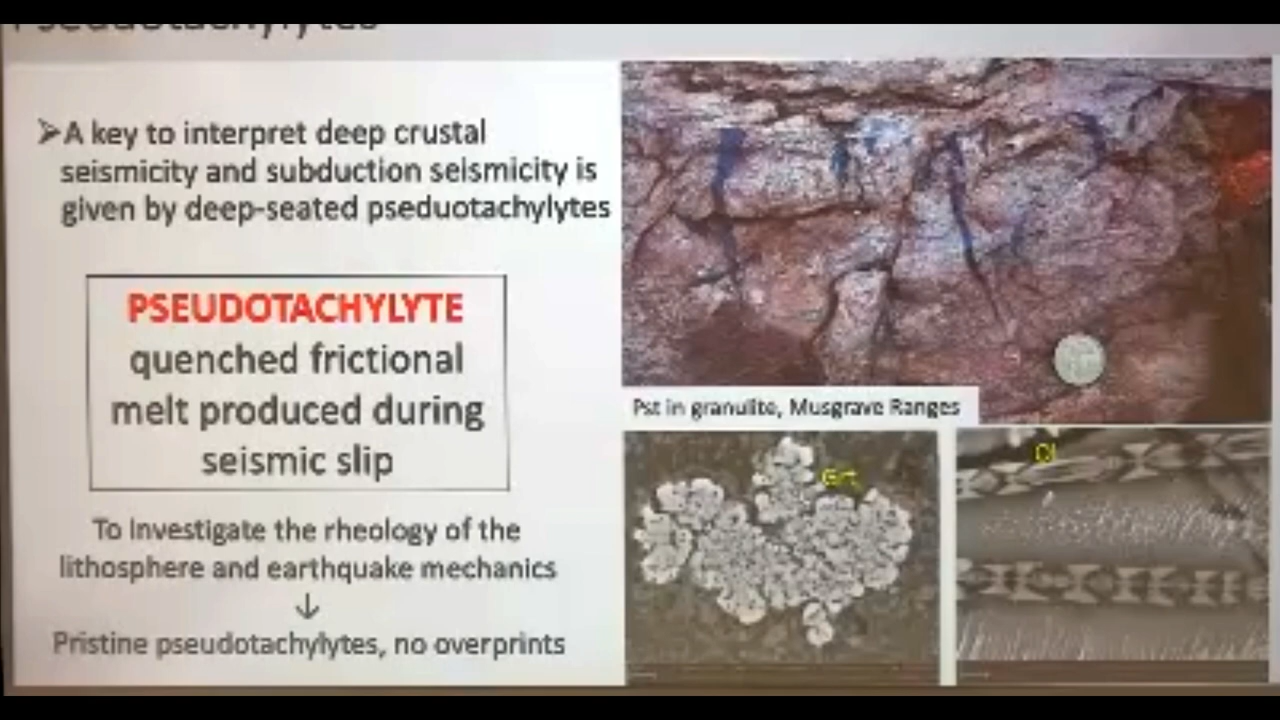 Pseudotachylytes
➢A key to interpret deep crustal
seismicity and subduction seismicity is
given by deep-seated pseduotachylytes
PSEUDOTACHYLYTE
quenched frictional
melt produced during
seismic slip
To Investigate the rheology of the
lithosphere and earthquake mechanics
↓
Pristine pseudotachylytes, no overprints
Pst in granulite, Musgrave Ranges
Grt
Ol